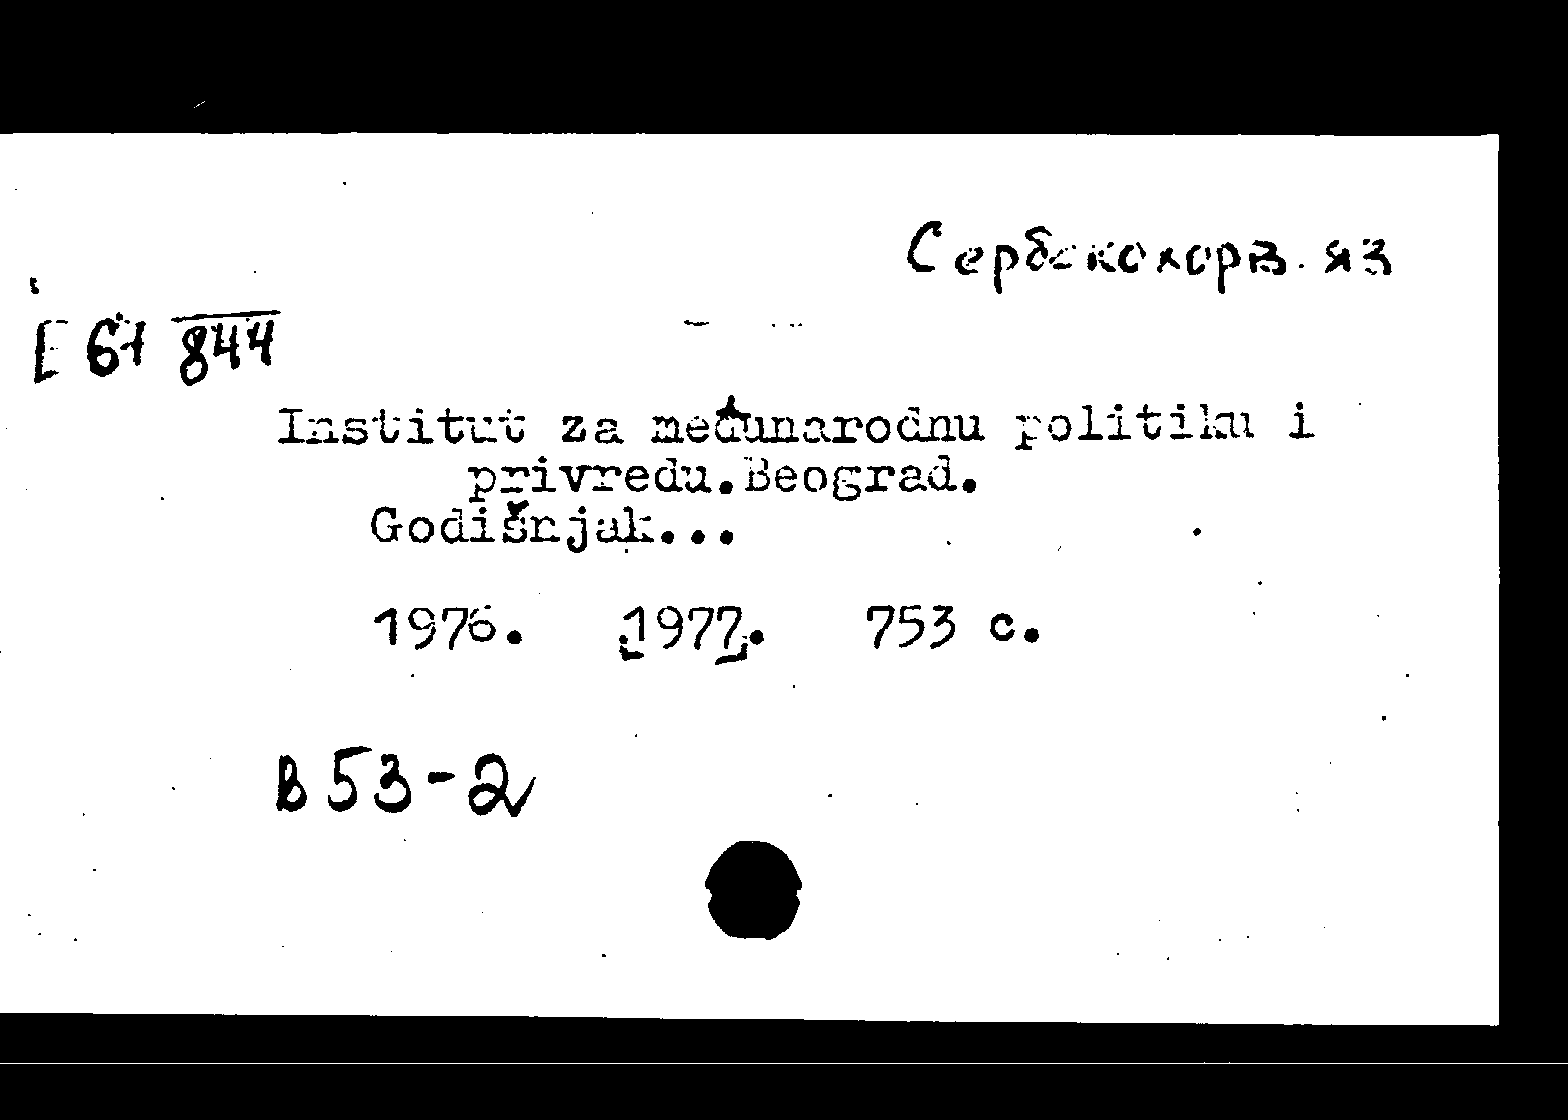 Сербскохорв. яз
Е 61 844
Institut za međunarodnu politiku i
privredu. Beograd.
Godišnjak...
1976. 1977. 753 с.
В 53-2